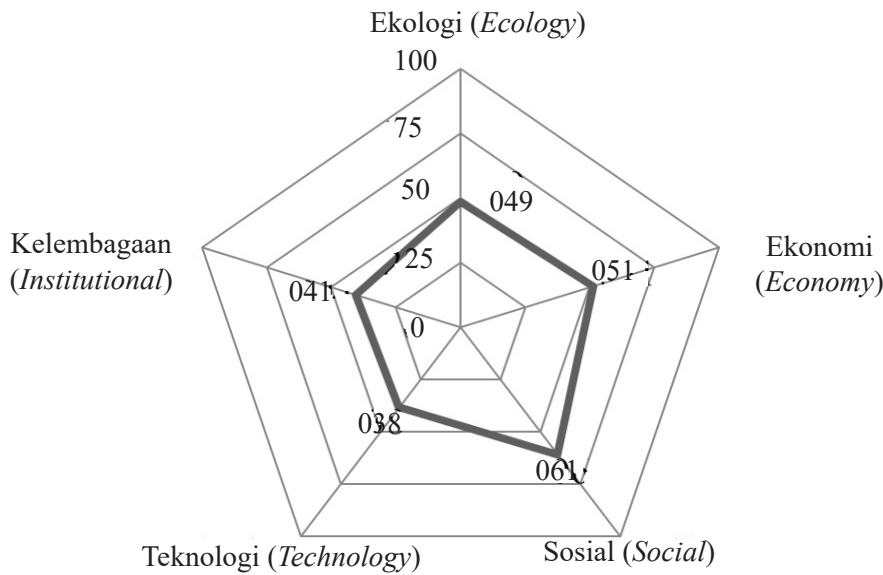 Ekologi (Ecology)
100
75
50
049
25
0
Kelembagaan
(Institutional)
041
Ekonomi
(Economy)
051
038
061
Teknologi (Technology)
Sosial (Social)